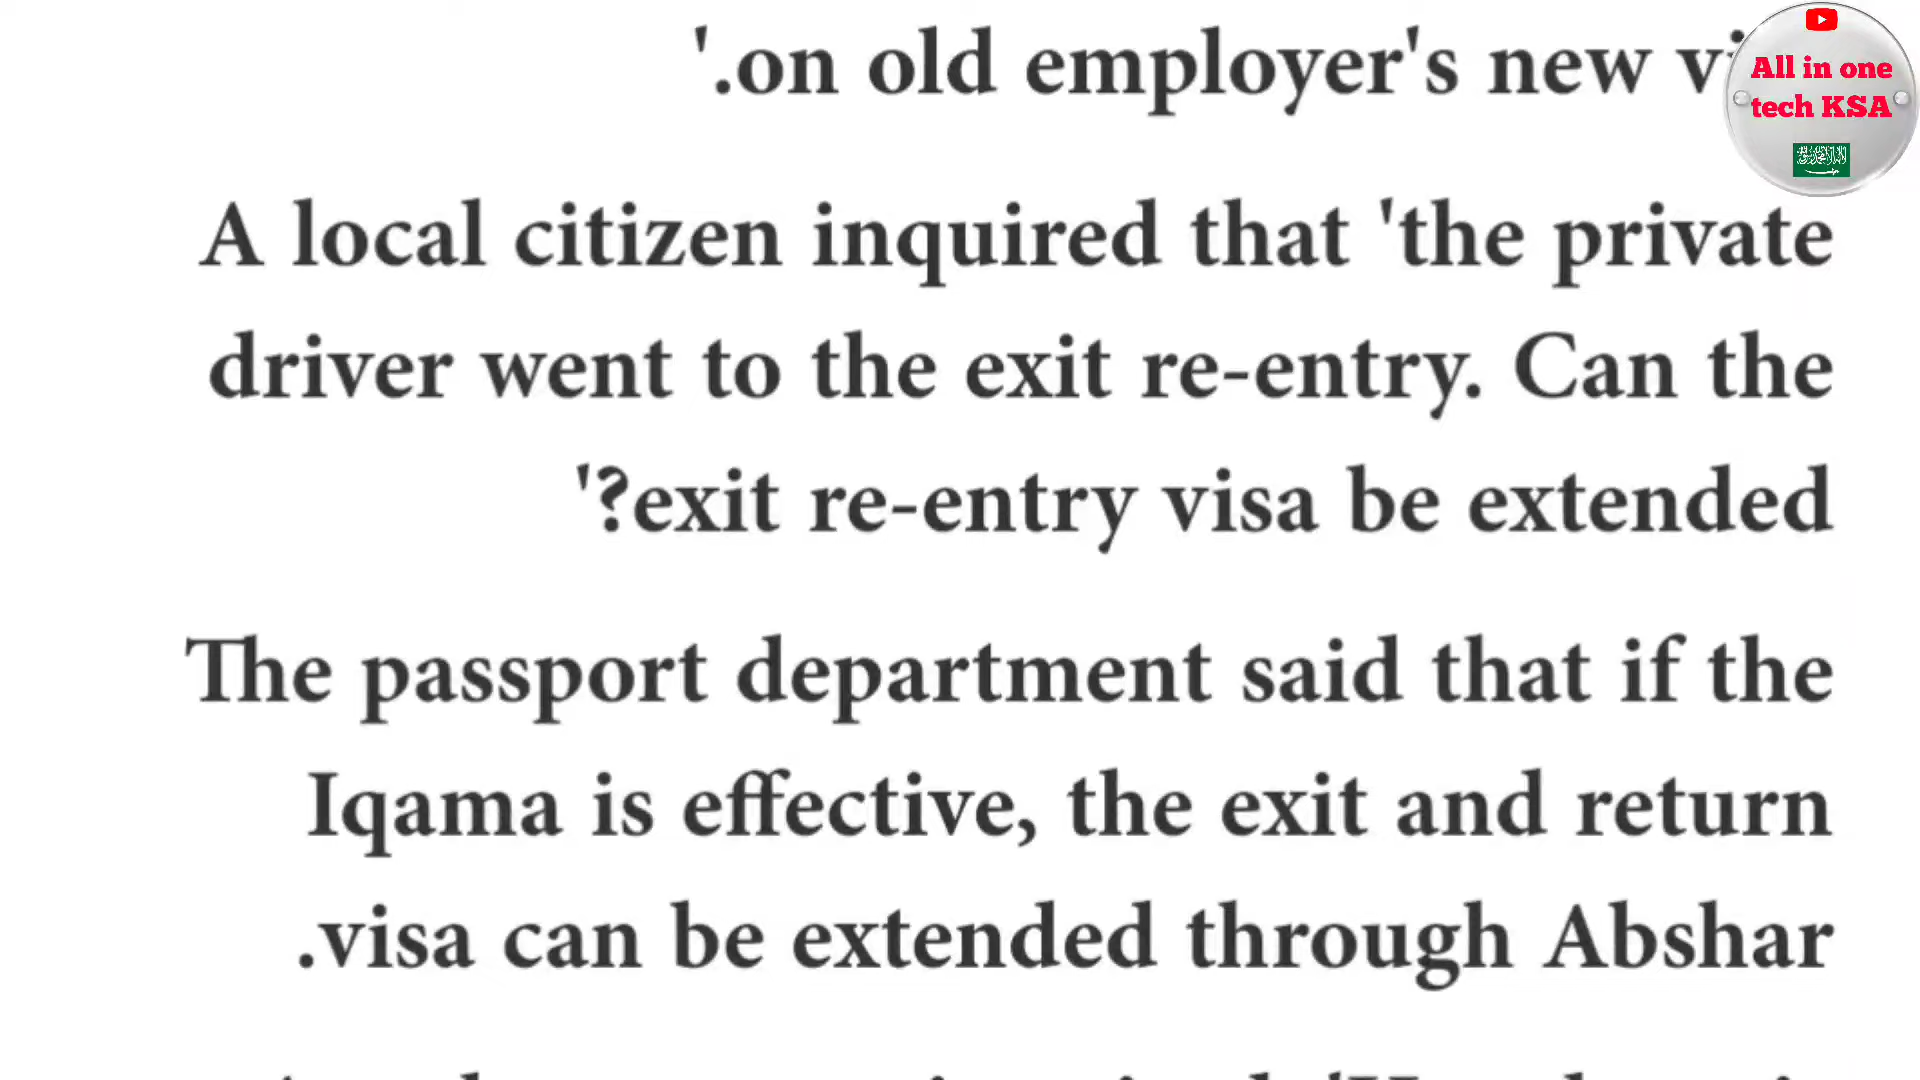 '.on old employer's new
A local citizen inquired that 'the private
driver went to the exit re-entry. Can the
'?exit re-entry visa be extended
The passport department said that if the
Iqama is effective, the exit and return
.visa can be extended through Abshar
All in one
tech KSA